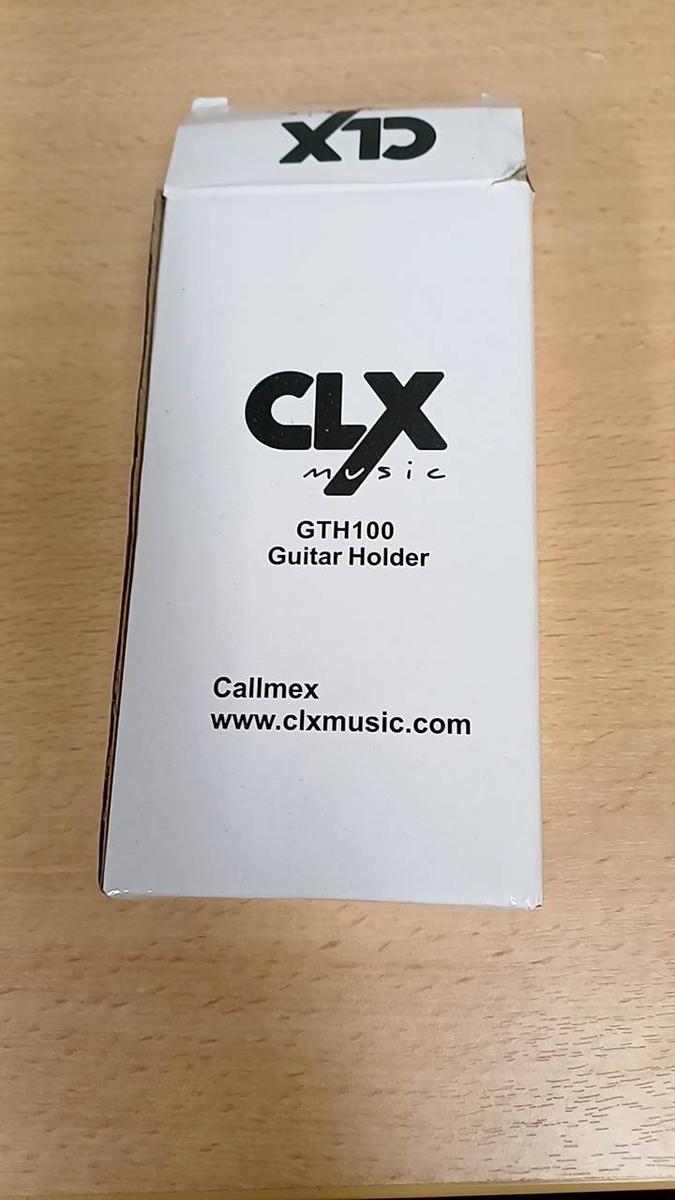 CLX
CLX
music
GTH100
Guitar Holder
Callmex
www.clxmusic.com